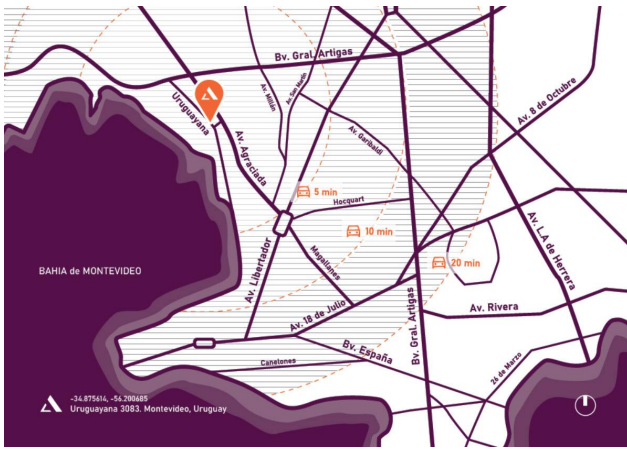 Bv. Gral. Artigas
Uruguayana
Av. Millán
Av. San Martín
Av. 8 de Octubre
Av. Agraciada
Av. Garibaldi
5 min
Hocquart
10 min
Av. L.A de Herrera
Magallanes
20 min
BAHIA de MONTEVIDEO
Av. Libertador
Av. Rivera
Av. 18 de Julio
Bv. Gral. Artigas
Bv. España
Canelones
26 de Marzo
-34.875614, -56.200685
Uruguayana 3083. Montevideo, Uruguay